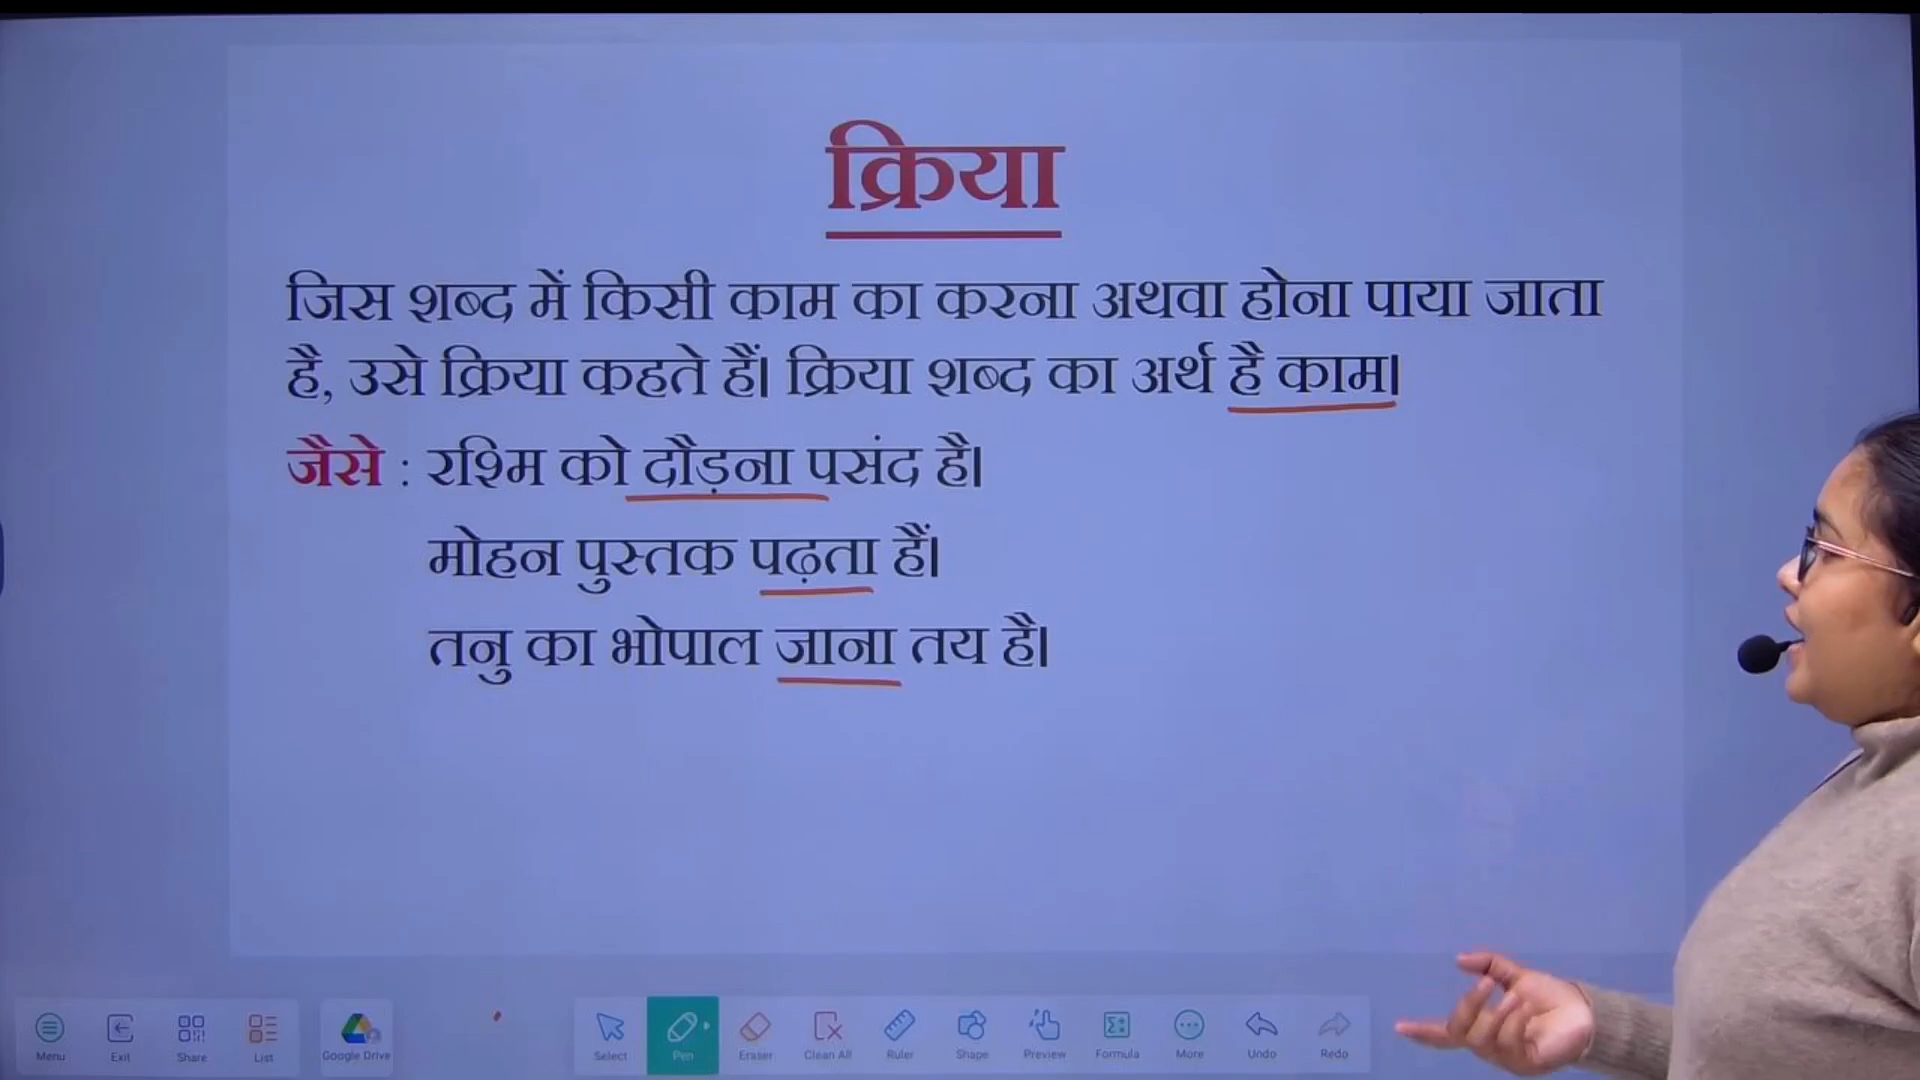 क्रिया
जिस शब्द में किसी काम का करना अथवा होना पाया जाता
है, उसे क्रिया कहते हैं। क्रिया शब्द का अर्थ है काम।
जैसे : रश्मि को दौड़ना पसंद है।
मोहन पुस्तक पढ़ता हैं।
तनु का भोपाल जाना तय है।
Menu Exit Share List Google Drive Select Pen Eraser Clean All Ruler Shape Preview Formula More Undo Redo